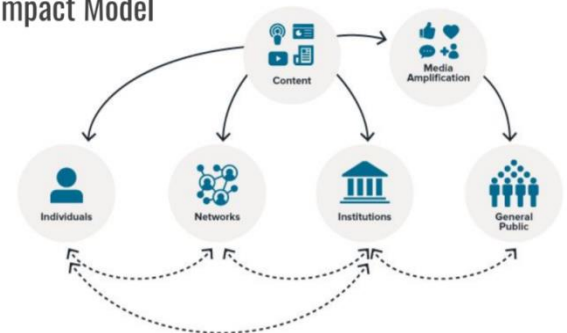 mpact Model
Content
Media
Amplification
Individuals
Networks
Institutions
General
Public